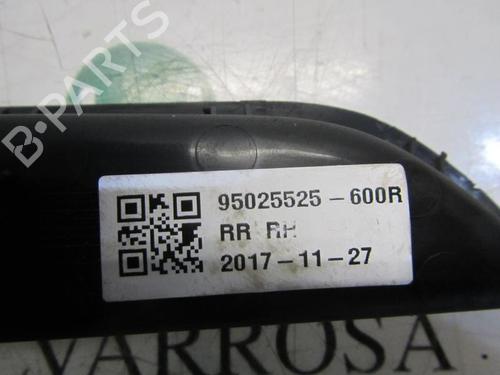 B-PARTS
95025525-600R
RR RH
2017-11-27
VARROSA